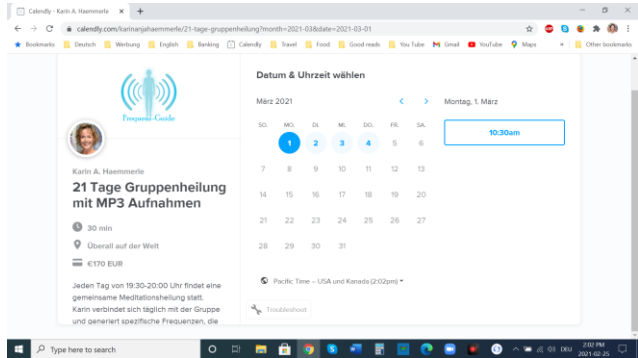 Calendly - Karin A. Haemmerle
calendly.com/karinanjahaemmerle/21-tage-gruppenheilung?month=2021-03&date=2021-03-01
Bookmarks Deutsch Werbung English Banking Calendly Travel Food Good reads You Tube Gmail YouTube Maps » Other bookmarks
Frequenz-Guide
Karin A. Haemmerle
21 Tage Gruppenheilung
mit MP3 Aufnahmen
30 min
Überall auf der Welt
€170 EUR
Jeden Tag von 19:30-20:00 Uhr findet eine
gemeinsame Meditationsheilung statt.
Karin verbindet sich täglich mit der Gruppe
und generiert spezifische Frequenzen, die
Datum & Uhrzeit wählen
März 2021
SO. MO. DI. MI. DO. FR. SA.
1 2 3 4 5 6
7 8 9 10 11 12 13
14 15 16 17 18 19 20
21 22 23 24 25 26 27
28 29 30 31
Pacific Time – USA und Kanada (2:02pm)
Troubleshoot
Montag, 1. März
10:30am
Type here to search
DEU
2:02 PM
2021-02-25